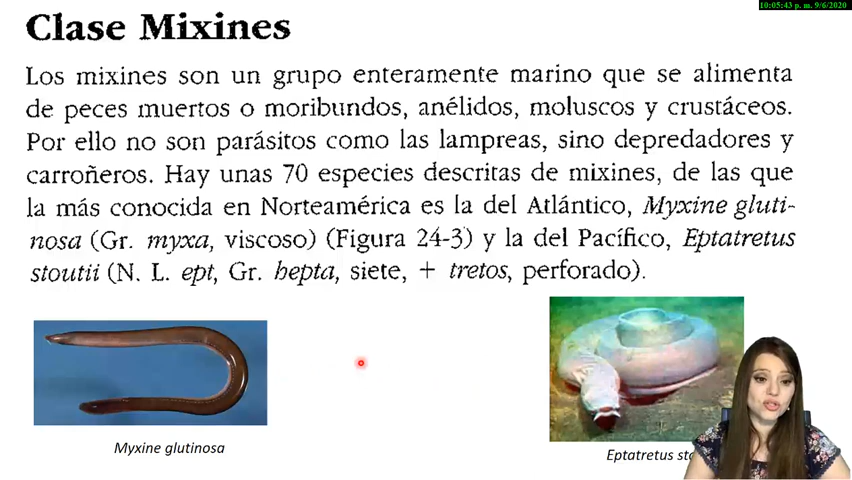 10:05:43 p. m. 9/6/2020
Clase Mixines
Los mixines son un grupo enteramente marino que se alimenta
de peces muertos o moribundos, anélidos, moluscos y crustáceos.
Por ello no son parásitos como las lampreas, sino depredadores y
carroñeros. Hay unas 70 especies descritas de mixines, de las que
la más conocida en Norteamérica es la del Atlántico, Myxine gluti-
nosa (Gr. myxa, viscoso) (Figura 24-3) y la del Pacífico, Eptatretus
stoutii (N. L. ept, Gr. hepta, siete, + tretos, perforado).
Myxine glutinosa
Eptatretus